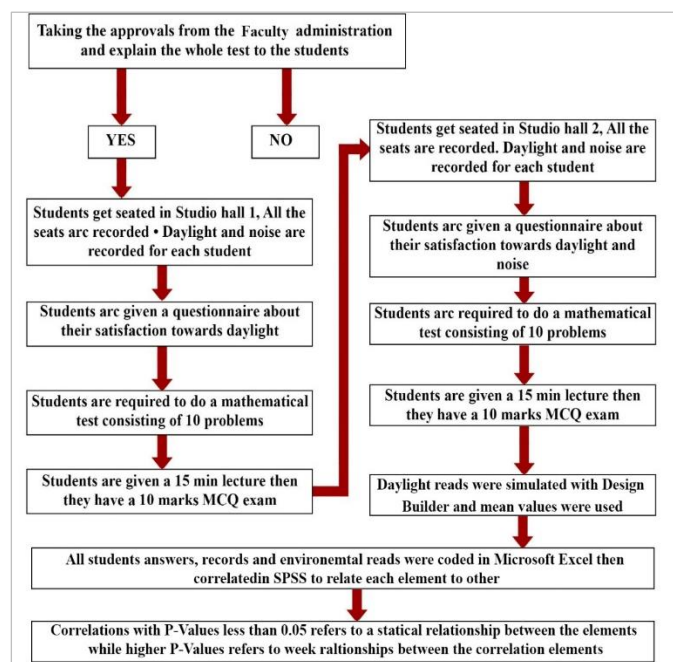 Taking the approvals from the Faculty administration
and explain the whole test to the students
YES
NO
Students get seated in Studio hall 1, All the
seats arc recorded • Daylight and noise are
recorded for each student
Students arc given a questionnaire about
their satisfaction towards daylight
Students are required to do a mathematical
test consisting of 10 problems
Students are given a 15 min lecture then
they have a 10 marks MCQ exam
Students get seated in Studio hall 2, All the
seats are recorded. Daylight and noise are
recorded for each student
Students arc given a questionnaire about
their satisfaction towards daylight and
noise
Students arc required to do a mathematical
test consisting of 10 problems
Students are given a 15 min lecture then
they have a 10 marks MCQ exam
Daylight reads were simulated with Design
Builder and mean values were used
All students answers, records and environemtal reads were coded in Microsoft Excel then
correlatedin SPSS to relate each element to other
Correlations with P-Values less than 0.05 refers to a statical relationship between the elements
while higher P-Values refers to week raltionships between the correlation elements